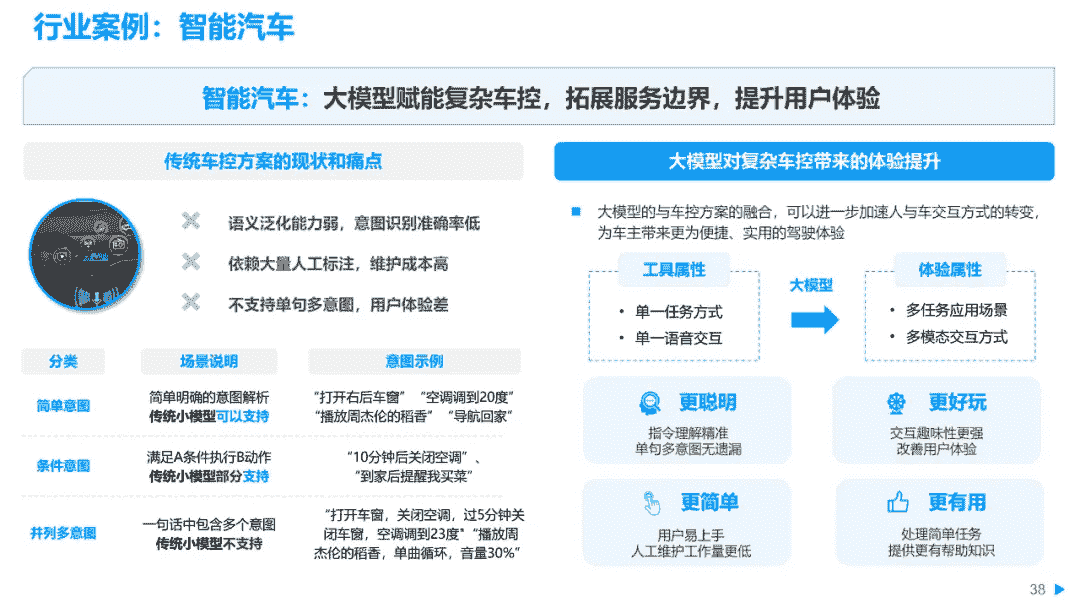 行业案例：智能汽车
智能汽车：大模型赋能复杂车控，拓展服务边界，提升用户体验
传统车控方案的现状和痛点
语义泛化能力弱，意图识别准确率低
依赖大量人工标注，维护成本高
不支持单句多意图，用户体验差
分类
场景说明
意图示例
简单意图
简单明确的意图解析
传统小模型可以支持
“打开右后车窗” “空调调到20度”
“播放周杰伦的稻香” “导航回家”
条件意图
满足A条件执行B动作
传统小模型部分支持
“10分钟后关闭空调”、
“到家后提醒我买菜”
并列多意图
一句话中包含多个意图
传统小模型不支持
“打开车窗，关闭空调，过5分钟关
闭车窗，空调调到23度”“播放周
杰伦的稻香，单曲循环，音量30%”
大模型对复杂车控带来的体验提升
大模型的与车控方案的融合，可以进一步加速人与车交互方式的转变，
为车主带来更为便捷、实用的驾驶体验
工具属性
• 单一任务方式
• 单一语音交互
大模型
体验属性
• 多任务应用场景
• 多模态交互方式
更聪明
指令理解精准
单句多意图无遗漏
更好玩
交互趣味性更强
改善用户体验
更简单
用户易上手
人工维护工作量更低
更有用
处理简单任务
提供更有帮助知识
38